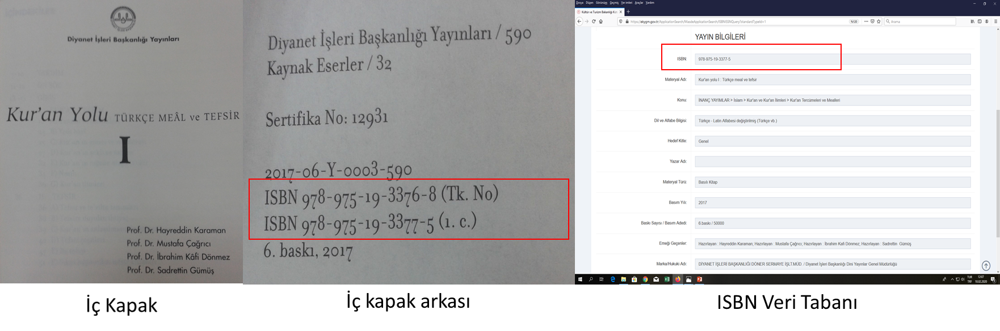 Diyanet İşleri Başkanlığı Yayınları
Kur'an Yolu TÜRKÇE MEÂL ve TEFSİR
I
Prof. Dr. Hayreddin Karaman
Prof. Dr. Mustafa Çağrıcı
Prof. Dr. İbrahim Kâfi Dönmez
Prof. Dr. Sadrettin Gümüş
İç Kapak
Diyanet İşleri Başkanlığı Yayınları / 590
Kaynak Eserler / 32
Sertifika No: 12931
2017-06-Y-0003-590
ISBN 978-975-19-3376-8 (Tk. No)
ISBN 978-975-19-3377-5 (1. c.)
6. baskı, 2017
İç kapak arkası
Dosya Düzen Görünüm Geçmiş Yer imleri Araçlar Yardım
Kültür ve Turizm Bakanlığı Küt
https://ekygm.gov.tr/ApplicationSearch/MasdeApplicationSearch/ISBNISSNQuery?standardTypeId=1
%120
Arama
YAYIN BİLGİLERİ
ISBN: 978-975-19-3377-5
Materyal Adı: Kur'an yolu I : Türkçe meal ve tefsir
Konu: İNANÇ YAYIMLAR > İslam > Kur'an ve Kur'an İlimleri > Kur'an Tercümeleri ve Mealleri
Dil ve Alfabe Bilgisi: Türkçe - Latin Alfabesi değiştirilmiş (Türkçe vb.)
Hedef Kitle: Genel
Yazar Adı:
Materyal Türü: Basılı Kitap
Basım Yılı: 2017
Baskı Sayısı / Basım Adedi: 6.baskı / 50000
Emeği Geçenler: Hazırlayan : Hayreddin Karaman; Hazırlayan : Mustafa Çağrıcı; Hazırlayan : İbrahim Kafi Dönmez; Hazırlayan : Sadrettin Gümüş
Marka/Hukuki Adı: DİYANET İŞLERİ BAŞKANLIĞI DÖNER SERMAYE İŞLT.MÜD. / Diyanet İşleri Başkanlığı Dini Yayınlar Genel Müdürlüğü
TUR
TRF
12:07
10.02.2020
ISBN Veri Tabanı